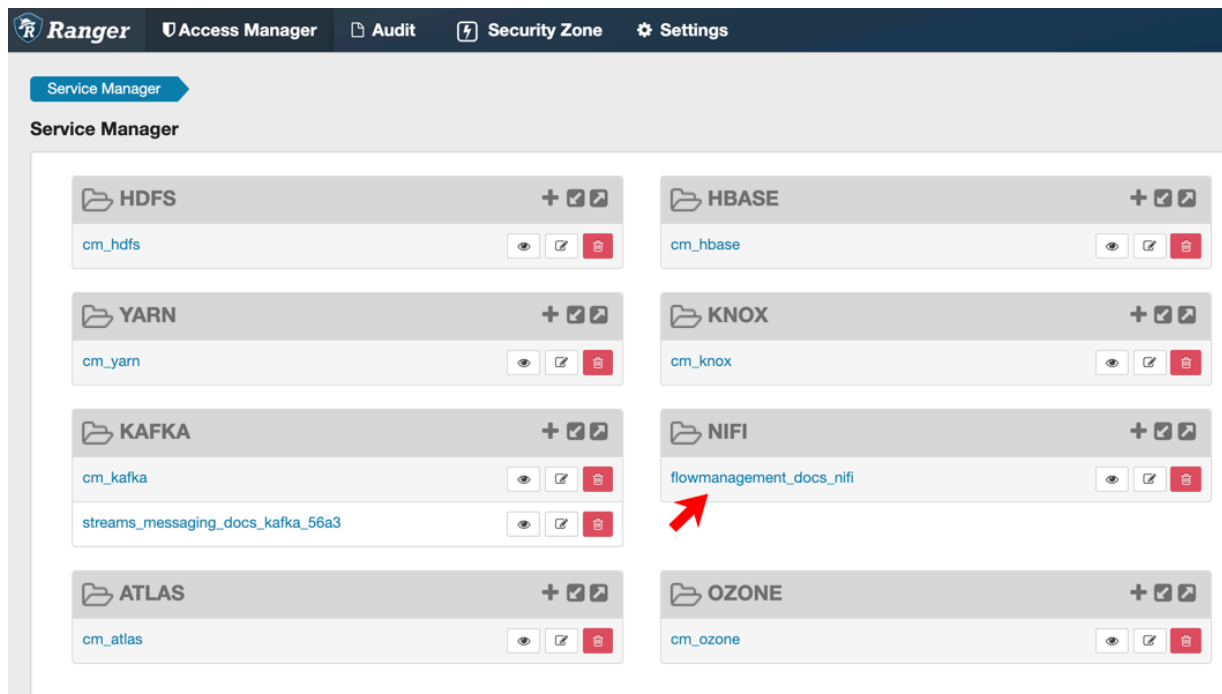 Ranger Access Manager Audit Security Zone Settings
Service Manager
Service Manager
HDFS
cm_hdfs
HBASE
cm_hbase
YARN
cm_yarn
KNOX
cm_knox
KAFKA
cm_kafka
streams_messaging_docs_kafka_56a3
NIFI
flowmanagement_docs_nifi
ATLAS
cm_atlas
OZONE
cm_ozone